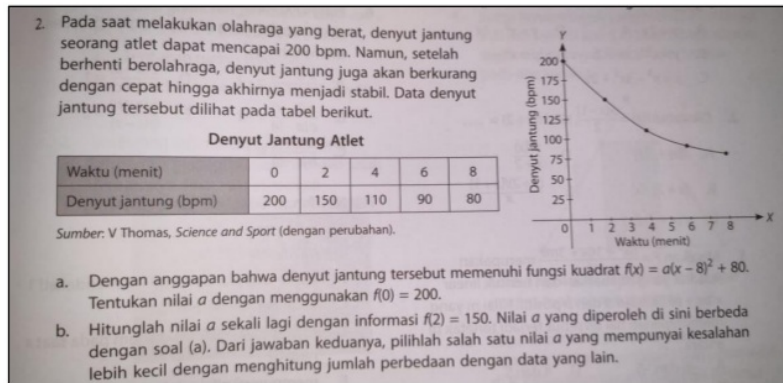 2. Pada saat melakukan olahraga yang berat, denyut jantung
seorang atlet dapat mencapai 200 bpm. Namun, setelah
berhenti berolahraga, denyut jantung juga akan berkurang
dengan cepat hingga akhirnya menjadi stabil. Data denyut
jantung tersebut dilihat pada tabel berikut.
Denyut Jantung Atlet
Waktu (menit) 0 2 4 6 8
Denyut jantung (bpm) 200 150 110 90 80
Sumber: V Thomas, Science and Sport (dengan perubahan).
Y
200
175
150
125
100
75
50
25
Denyut jantung (bpm)
0 1 2 3 4 5 6 7 8 X
Waktu (menit)
a. Dengan anggapan bahwa denyut jantung tersebut memenuhi fungsi kuadrat f(x) = a(x – 8)² + 80.
Tentukan nilai a dengan menggunakan f(0) = 200.
b. Hitunglah nilai a sekali lagi dengan informasi f(2) = 150. Nilai a yang diperoleh di sini berbeda
dengan soal (a). Dari jawaban keduanya, pilihlah salah satu nilai a yang mempunyai kesalahan
lebih kecil dengan menghitung jumlah perbedaan dengan data yang lain.